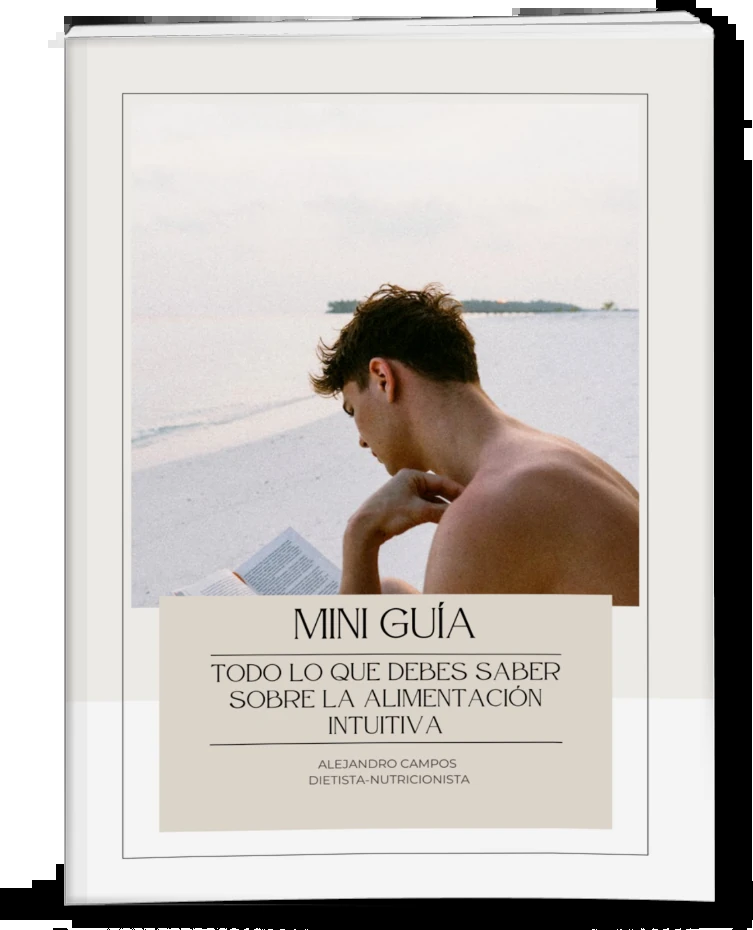 MINI GUÍA
TODO LO QUE DEBES SABER
SOBRE LA ALIMENTACIÓN
INTUITIVA
ALEJANDRO CAMPOS
DIETISTA-NUTRICIONISTA